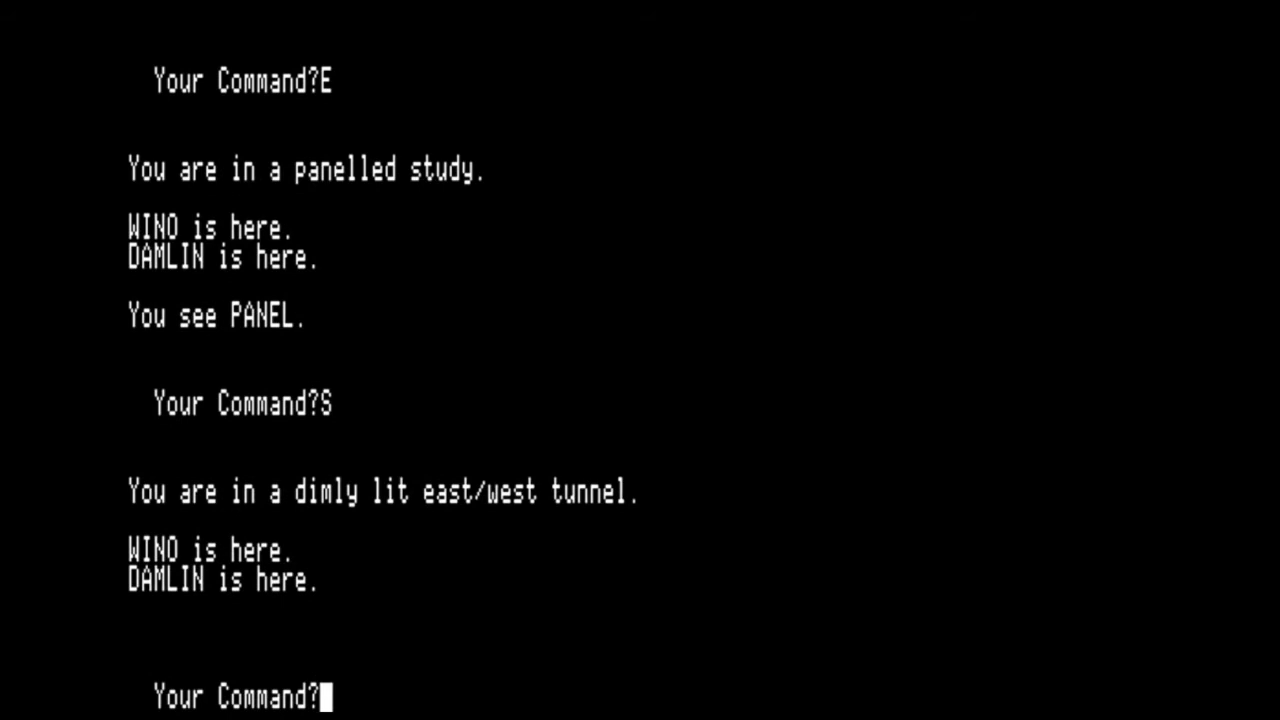 Your Command?E
You are in a panelled study.
WINO is here.
DAMLIN is here.
You see PANEL.
Your Command?S
You are in a dimly lit east/west tunnel.
WINO is here.
DAMLIN is here.
Your Command?